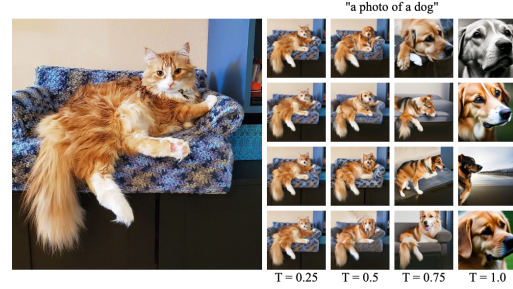 "a photo of a dog"
T = 0.25 T = 0.5 T = 0.75 T = 1.0